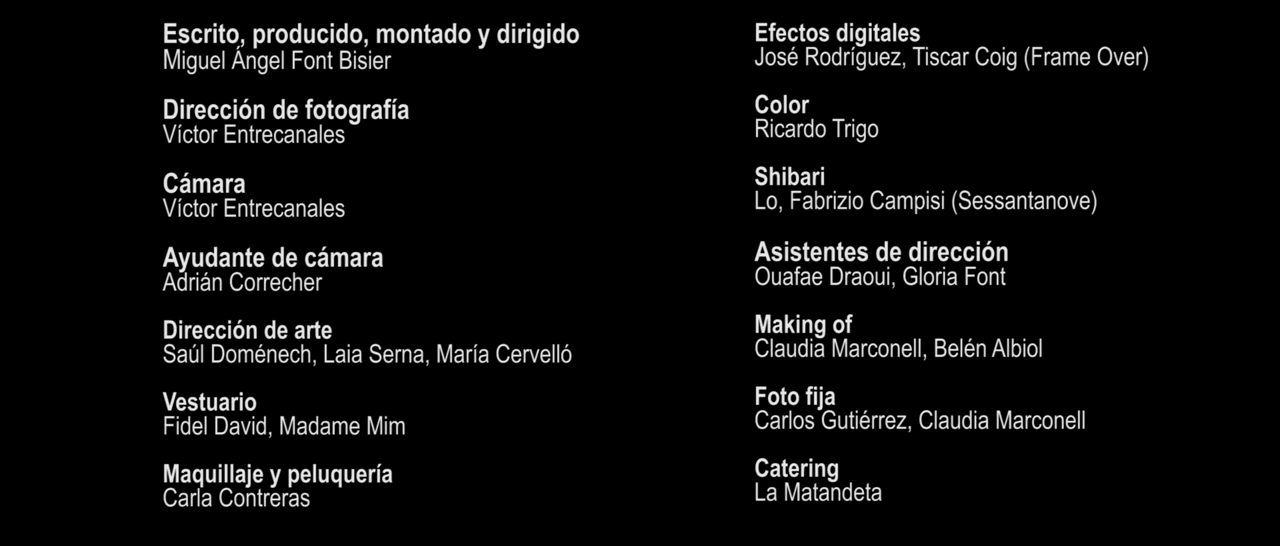 Escrito, producido, montado y dirigido
Miguel Ángel Font Bisier
Dirección de fotografía
Víctor Entrecanales
Cámara
Víctor Entrecanales
Ayudante de cámara
Adrián Correcher
Dirección de arte
Saúl Doménech, Laia Serna, María Cervelló
Vestuario
Fidel David, Madame Mim
Maquillaje y peluquería
Carla Contreras
Efectos digitales
José Rodríguez, Tiscar Coig (Frame Over)
Color
Ricardo Trigo
Shibari
Lo, Fabrizio Campisi (Sessantanove)
Asistentes de dirección
Ouafae Draoui, Gloria Font
Making of
Claudia Marconell, Belén Albiol
Foto fija
Carlos Gutiérrez, Claudia Marconell
Catering
La Matandeta